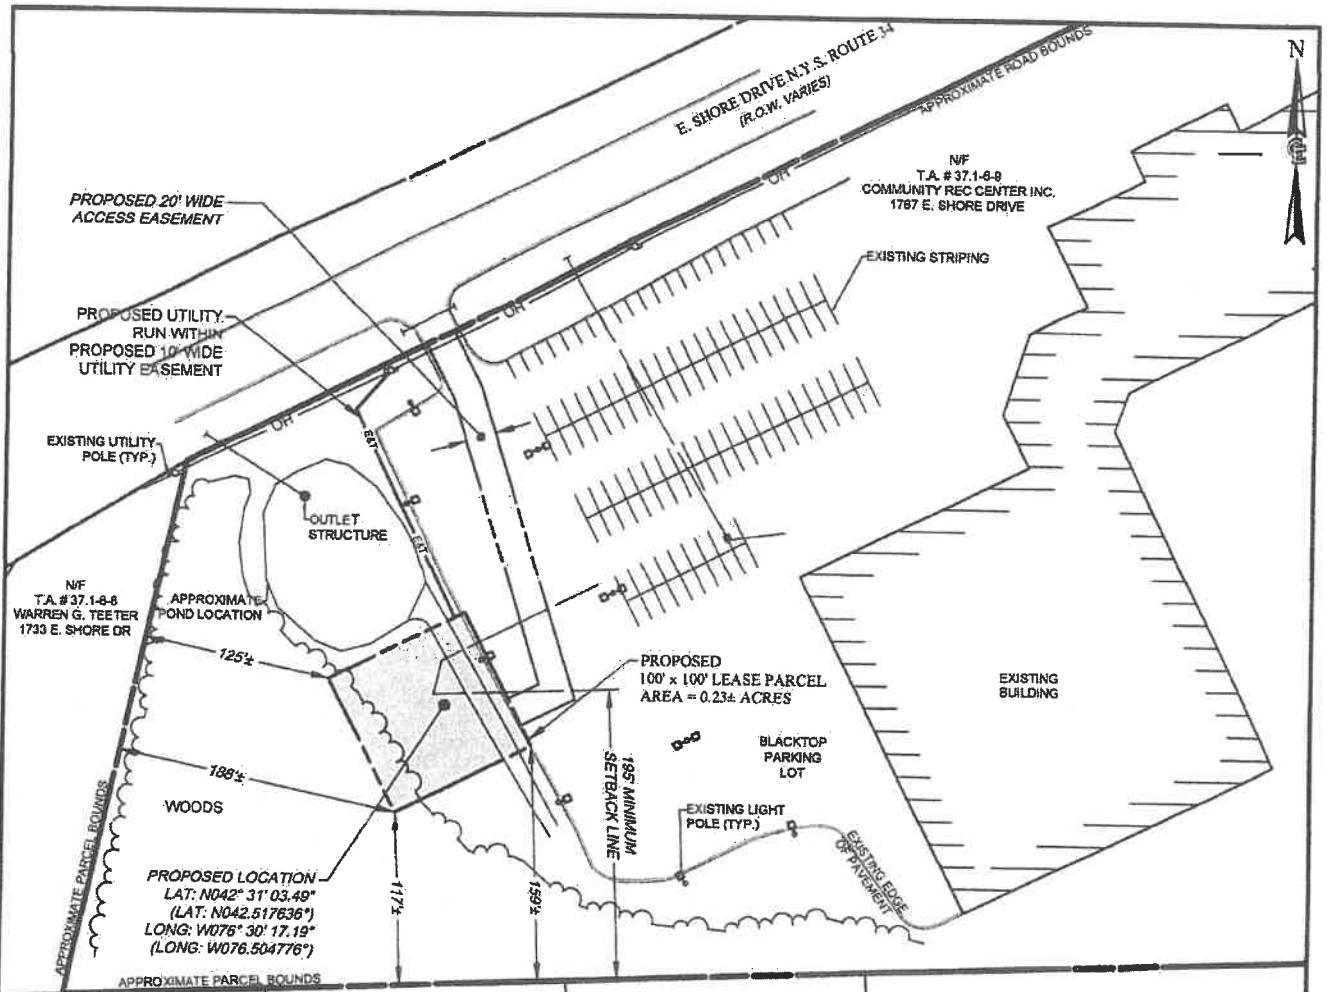 E. SHORE DRIVE N.Y.S. ROUTE 34
(R.O.W. VARIES)
APPROXIMATE ROAD BOUNDS
N
N/F
T.A. # 37.1-6-9
COMMUNITY REC CENTER INC.
1767 E. SHORE DRIVE
PROPOSED 20' WIDE
ACCESS EASEMENT
OH
EXISTING STRIPING
PROPOSED UTILITY
RUN WITHIN
PROPOSED 10' WIDE
UTILITY EASEMENT
OH
OH
E&T
EXISTING UTILITY
POLE (TYP.)
OUTLET
STRUCTURE
E&T
N/F
T.A. # 37.1-6-6
WARREN G. TEETER
1733 E. SHORE DR
APPROXIMATE
POND LOCATION
125'±
PROPOSED
100' x 100' LEASE PARCEL
AREA = 0.23± ACRES
EXISTING
BUILDING
BLACKTOP
PARKING
LOT
188'±
WOODS
195' MINIMUM
SETBACK LINE
EXISTING LIGHT
POLE (TYP.)
EXISTING EDGE
OF PAVEMENT
PROPOSED LOCATION
LAT: N042° 31' 03.49"
(LAT: N042.517636°)
LONG: W076° 30' 17.19"
(LONG: W076.504776°)
117'±
159'±
APPROXIMATE PARCEL BOUNDS
APPROXIMATE PARCEL BOUNDS